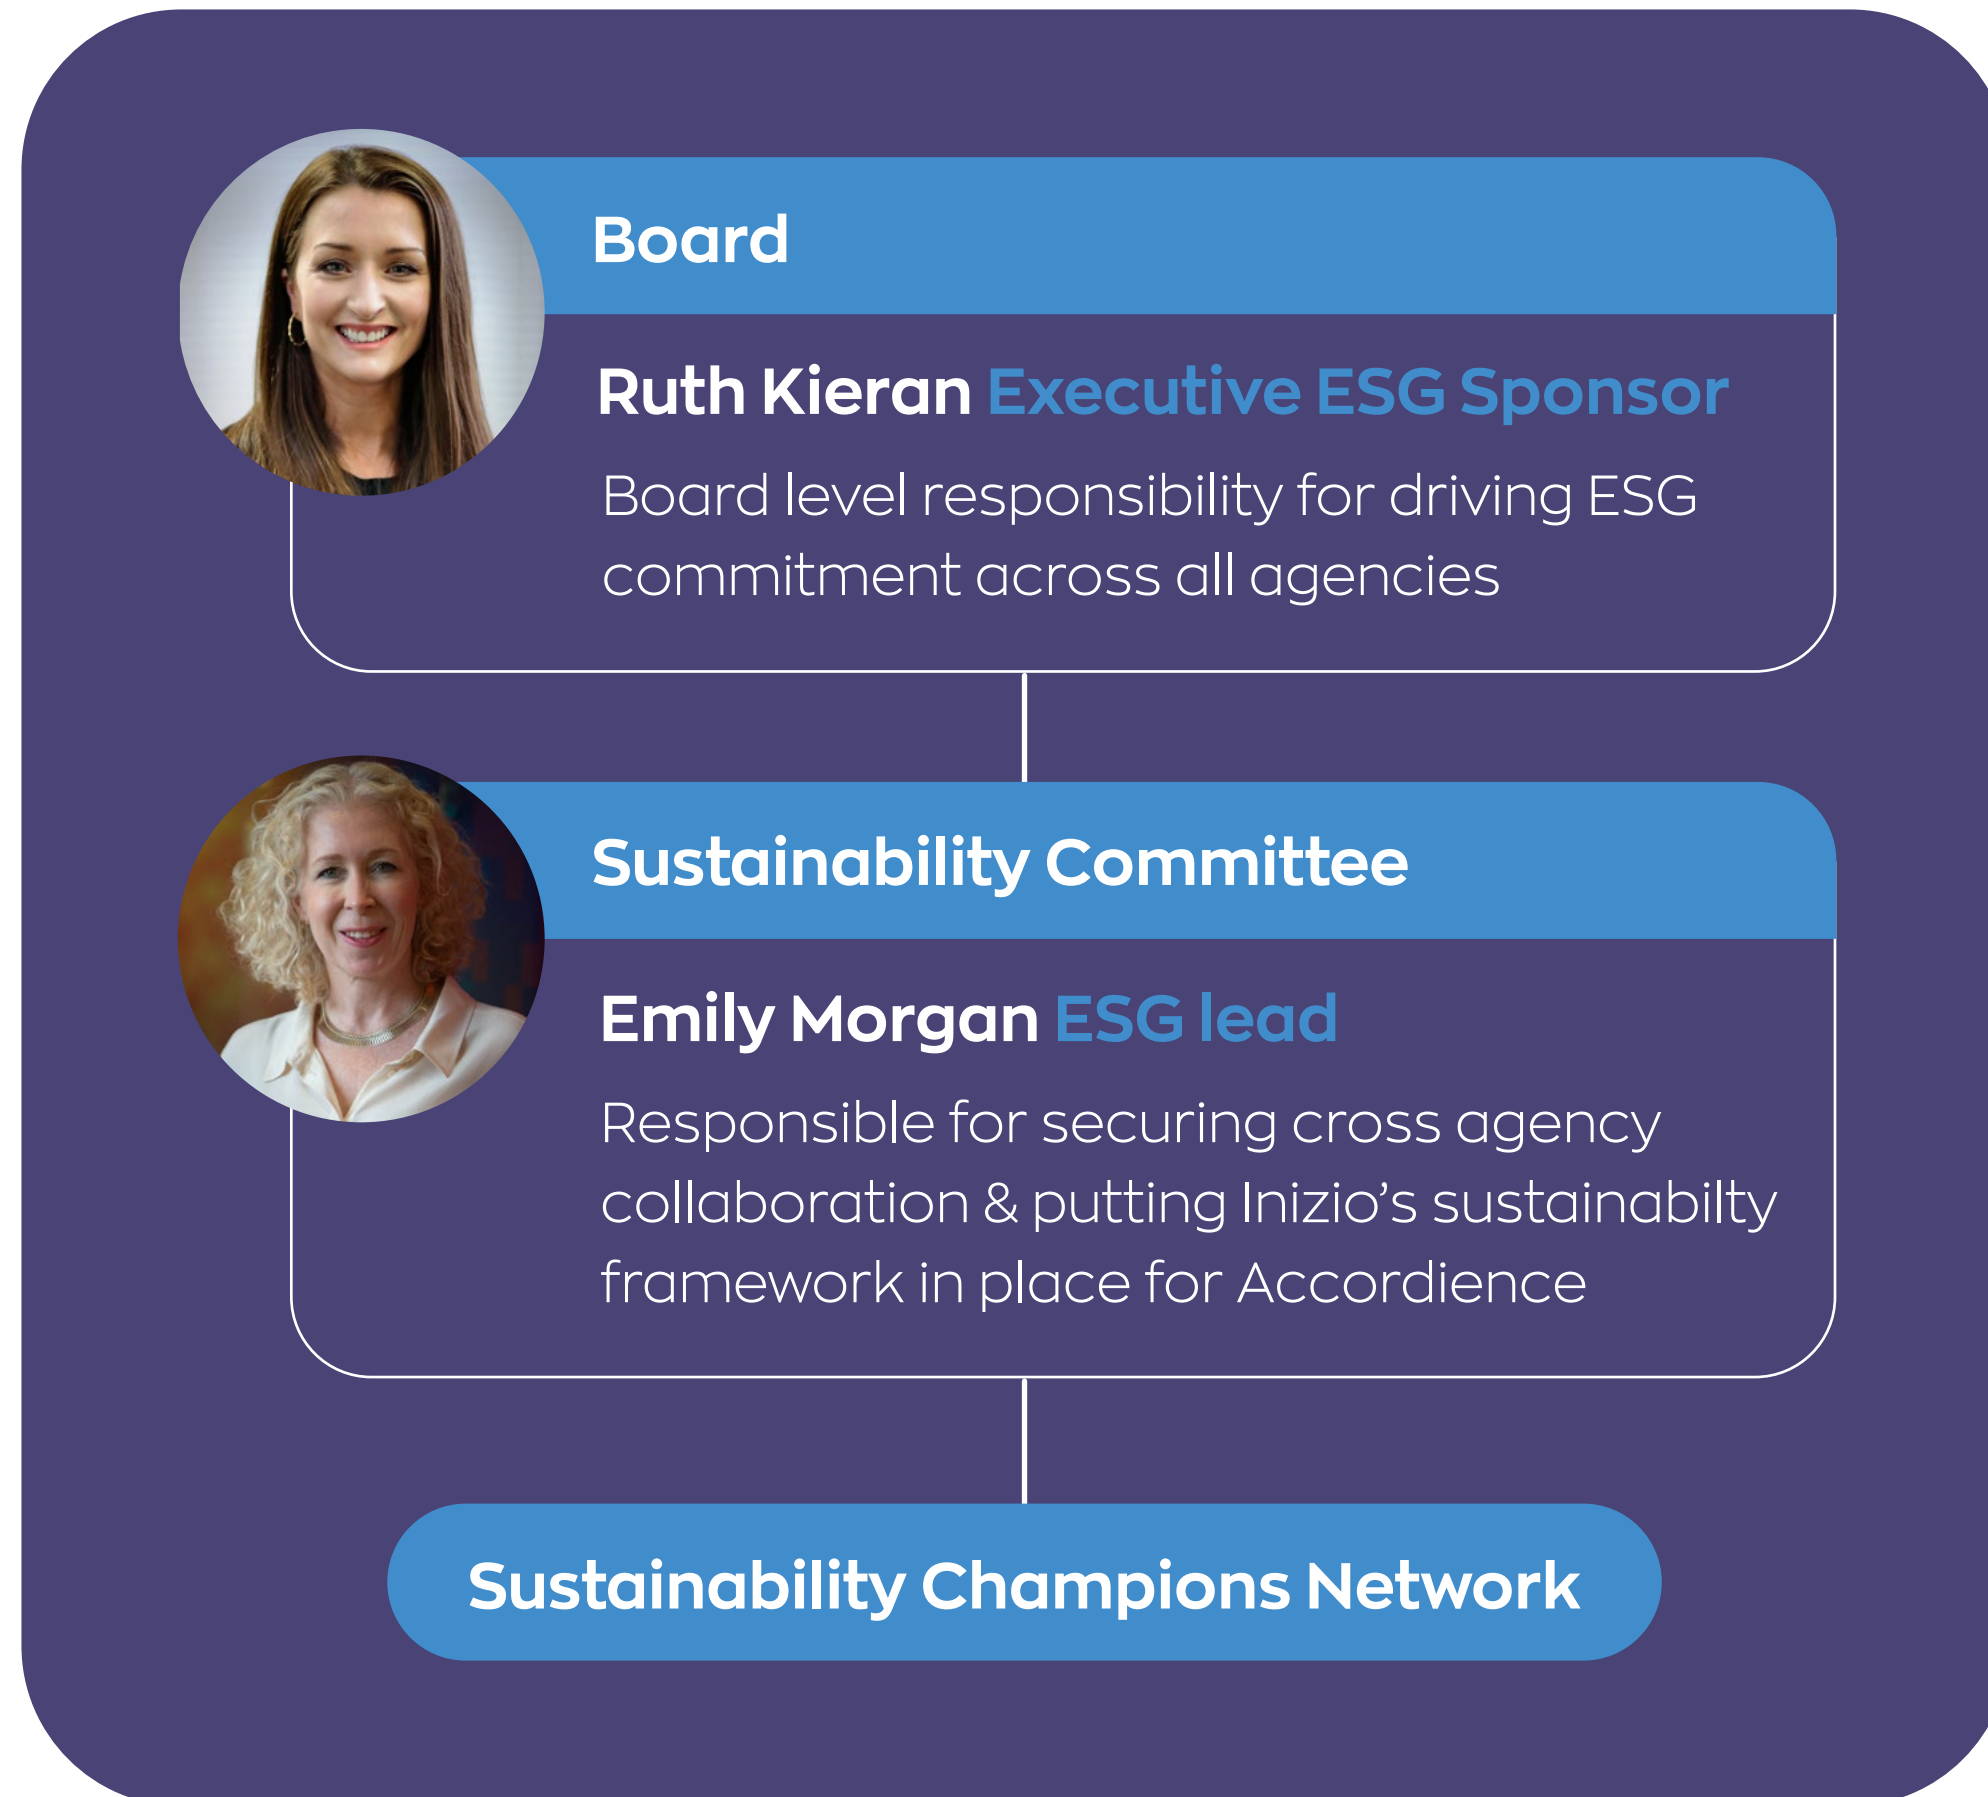 Board
Ruth Kieran Executive ESG Sponsor
Board level responsibility for driving ESG
commitment across all agencies
Sustainability Committee
Emily Morgan ESG lead
Responsible for securing cross agency
collaboration & putting Inizio’s sustainabilty
framework in place for Accordience
Sustainability Champions Network